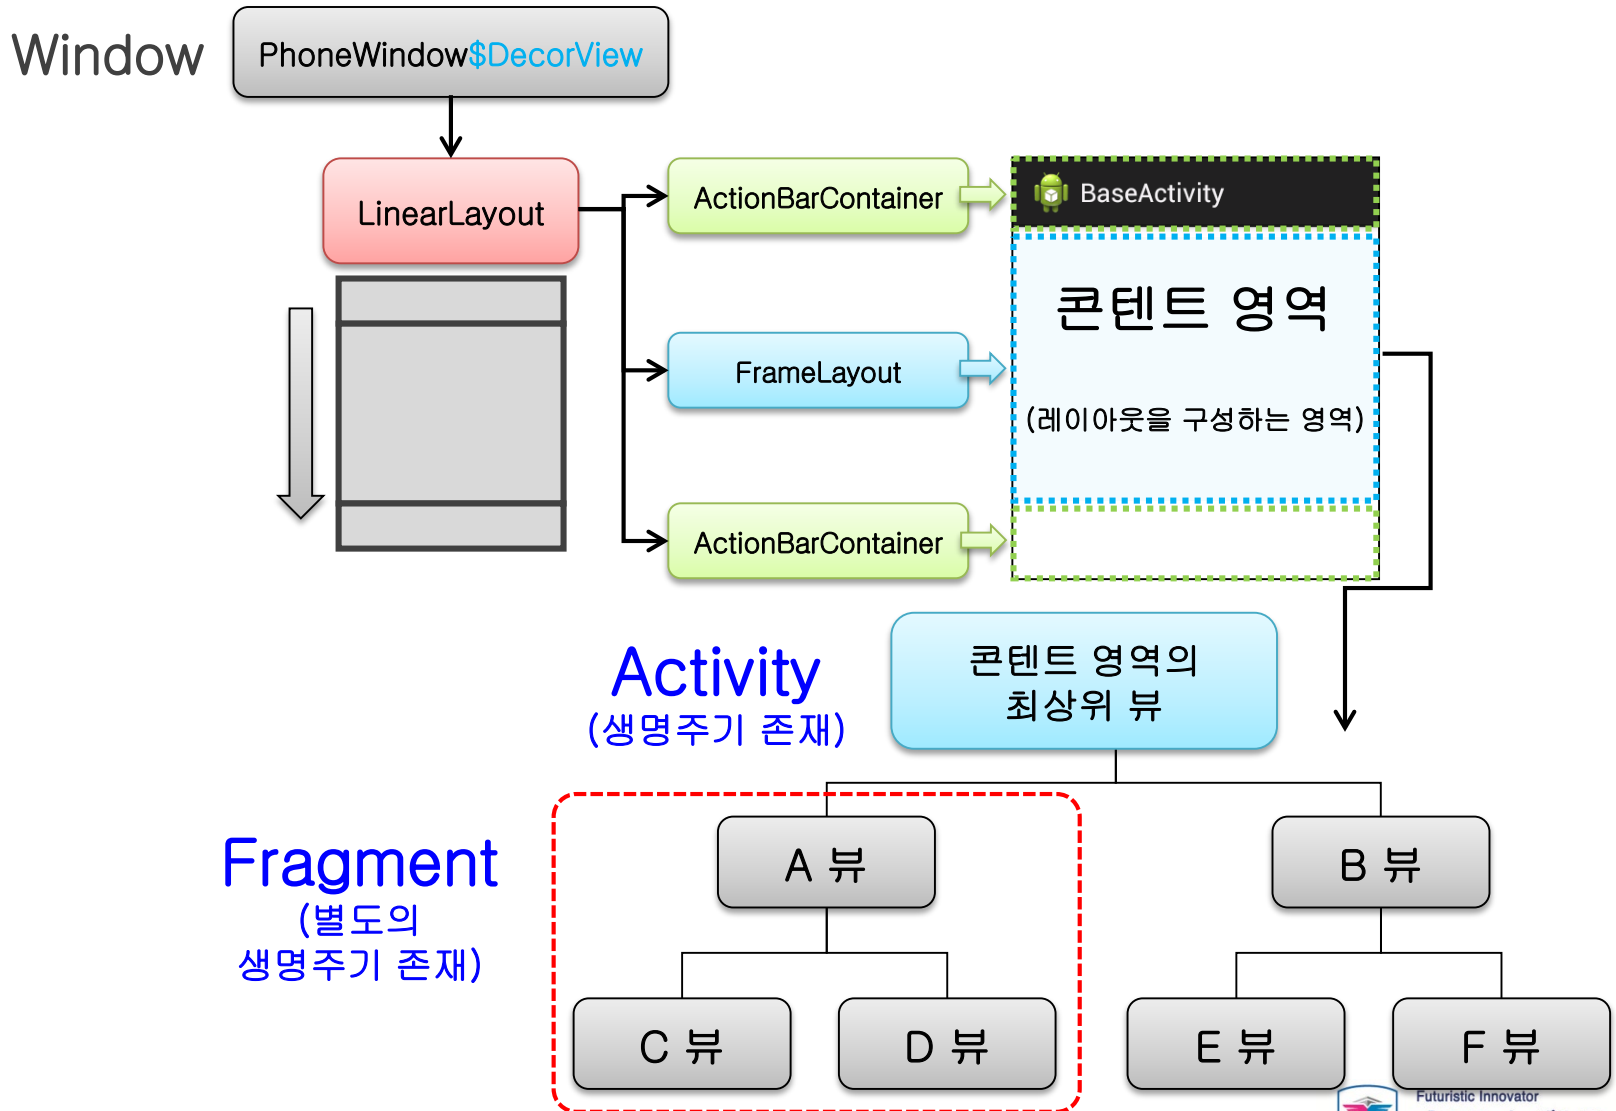 Window
PhoneWindow$DecorView
LinearLayout
ActionBarContainer
BaseActivity
콘텐트 영역
FrameLayout
(레이아웃을 구성하는 영역)
ActionBarContainer
Activity
(생명주기 존재)
콘텐트 영역의
최상위 뷰
Fragment
(별도의
생명주기 존재)
A 뷰
B 뷰
C 뷰
D 뷰
E 뷰
F 뷰
Futuristic Innovator